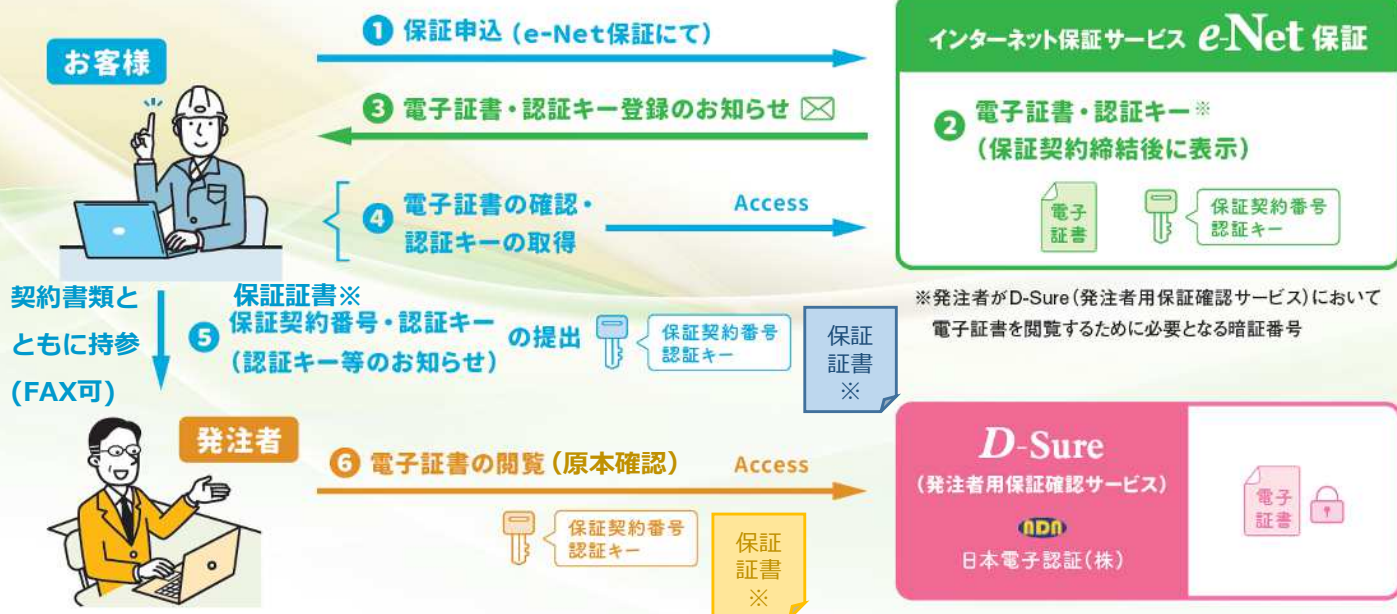 ❶ 保証申込(e-Net保証にて)
お客様
❸ 電子証書・認証キー登録のお知らせ
❹ 電子証書の確認・
認証キーの取得
Access
インターネット保証サービス e-Net 保証
❷ 電子証書・認証キー※
(保証契約締結後に表示)
電子
証書
保証契約番号
認証キー
※発注者がD-Sure(発注者用保証確認サービス)において
電子証書を閲覧するために必要となる暗証番号
契約書類と
ともに持参
(FAX可)
保証証書※
❺ 保証契約番号・認証キー
(認証キー等のお知らせ)
の提出
保証契約番号
認証キー
保証
証書
※
発注者
❻ 電子証書の閲覧(原本確認)
Access
保証契約番号
認証キー
保証
証書
※
D-Sure
(発注者用保証確認サービス)
NDN
日本電子認証(株)
電子
証書